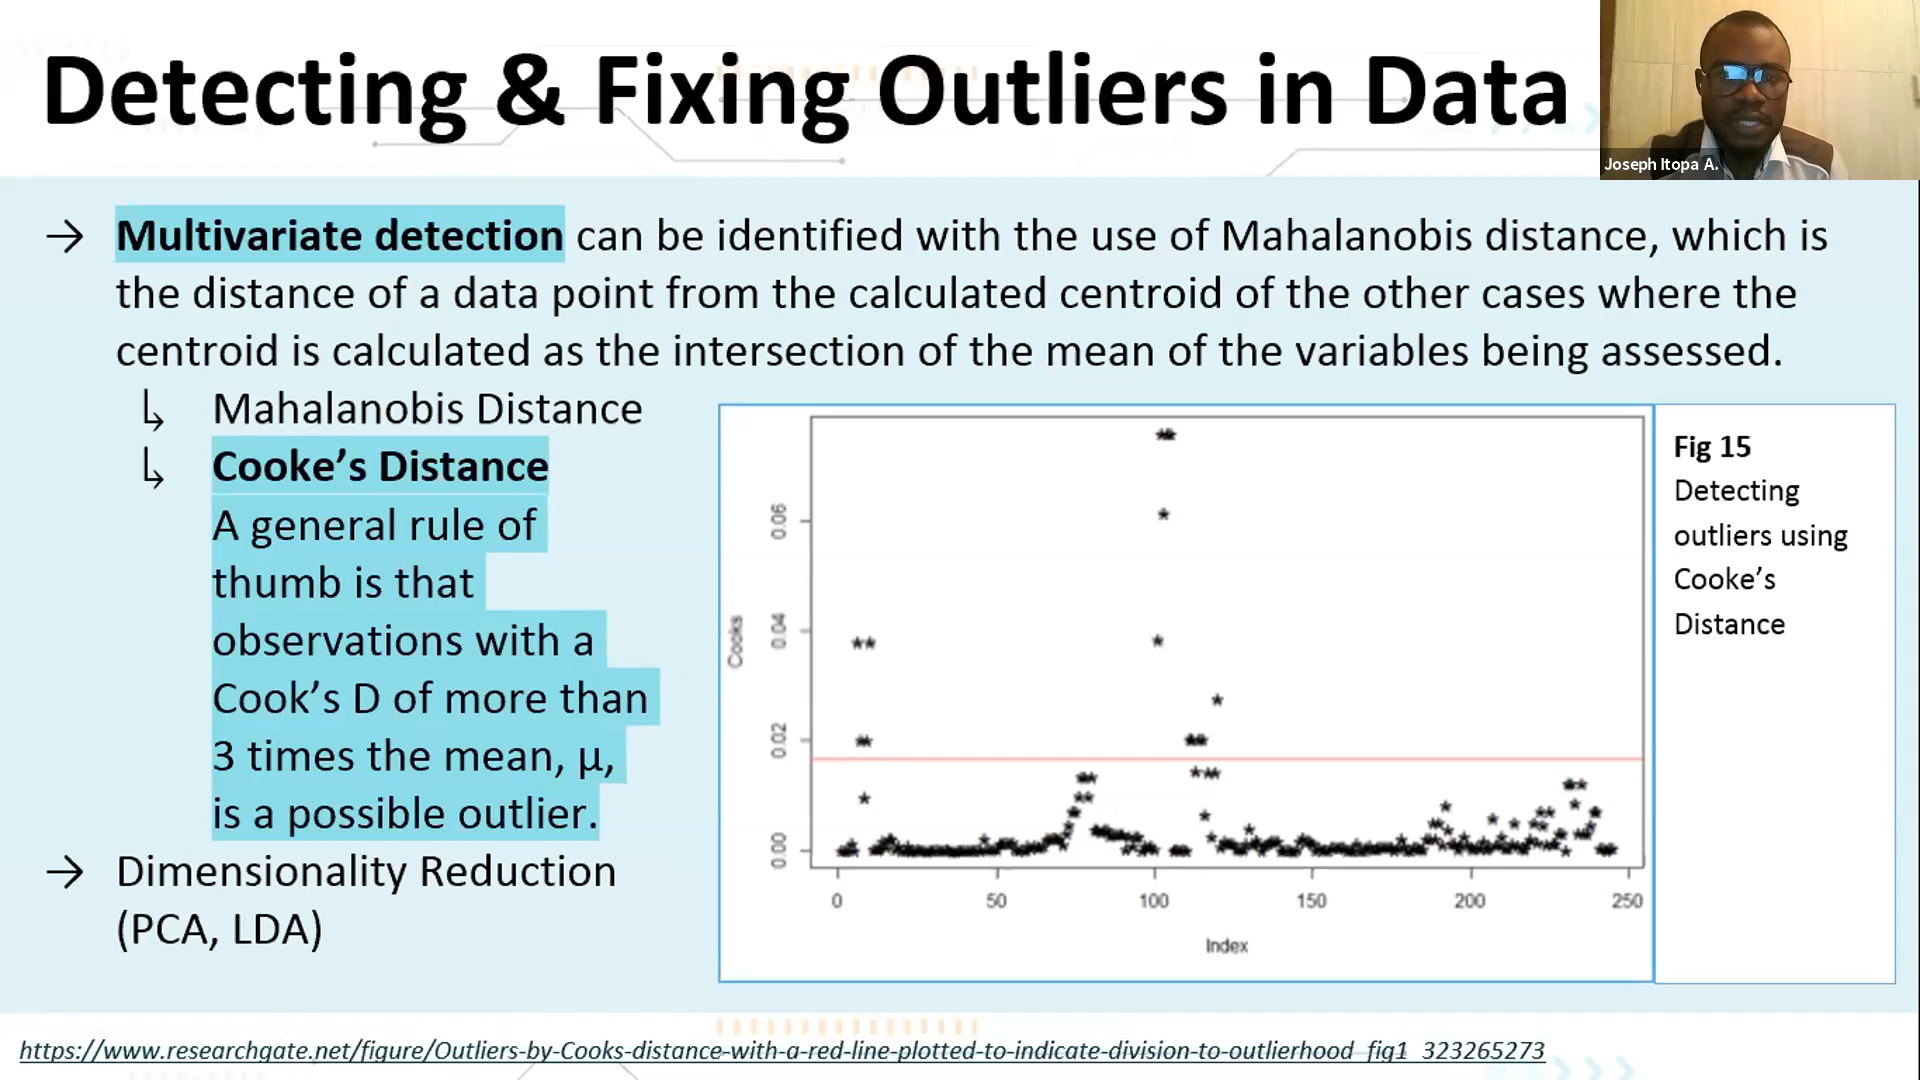 Detecting & Fixing Outliers in Data
Joseph Itopa A.
→ Multivariate detection can be identified with the use of Mahalanobis distance, which is
the distance of a data point from the calculated centroid of the other cases where the
centroid is calculated as the intersection of the mean of the variables being assessed.
↳ Mahalanobis Distance
↳ Cooke’s Distance
A general rule of
thumb is that
observations with a
Cook’s D of more than
3 times the mean, μ,
is a possible outlier.
→ Dimensionality Reduction
(PCA, LDA)
Cooks
0.06
0.04
0.02
0.00
0 50 100 150 200 250
Index
Fig 15
Detecting
outliers using
Cooke’s
Distance
https://www.researchgate.net/figure/Outliers-by-Cooks-distance-with-a-red-line-plotted-to-indicate-division-to-outlierhood_fig1_323265273